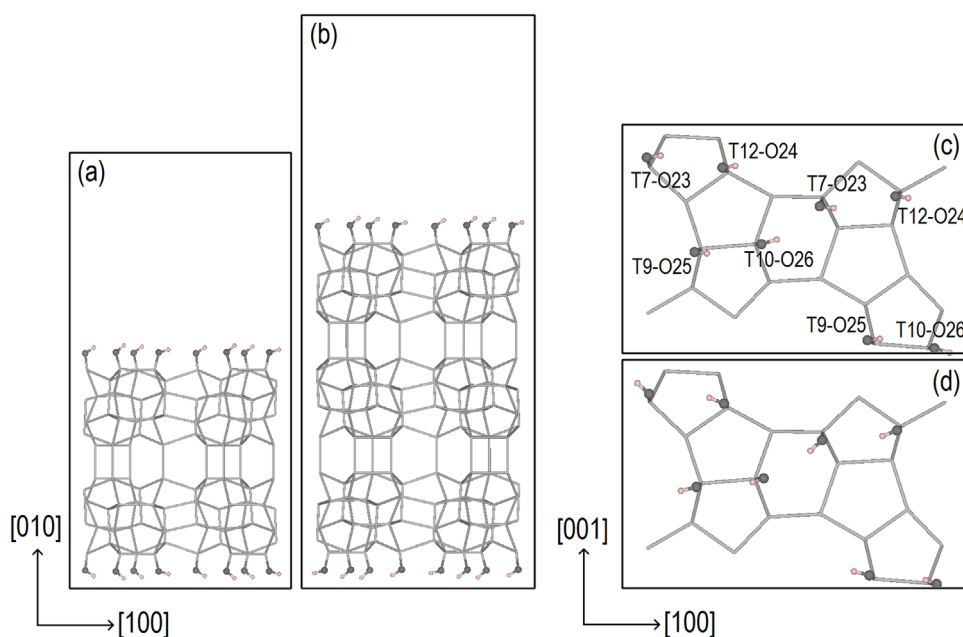 (a)
(b)
(c)
T12-O24
T7-O23
T7-O23
T12-O24
T9-O25
T10-O26
T9-O25
T10-O26
(d)
[010]
[100]
[001]
[100]